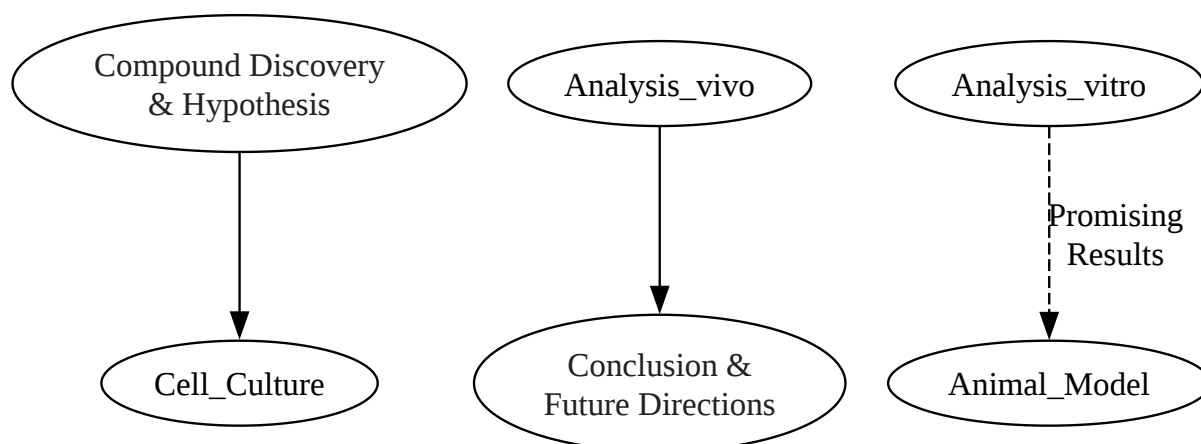 Compound Discovery
& Hypothesis
Analysis_vivo
Analysis_vitro
Promising
Results
Cell_Culture
Conclusion &
Future Directions
Animal_Model